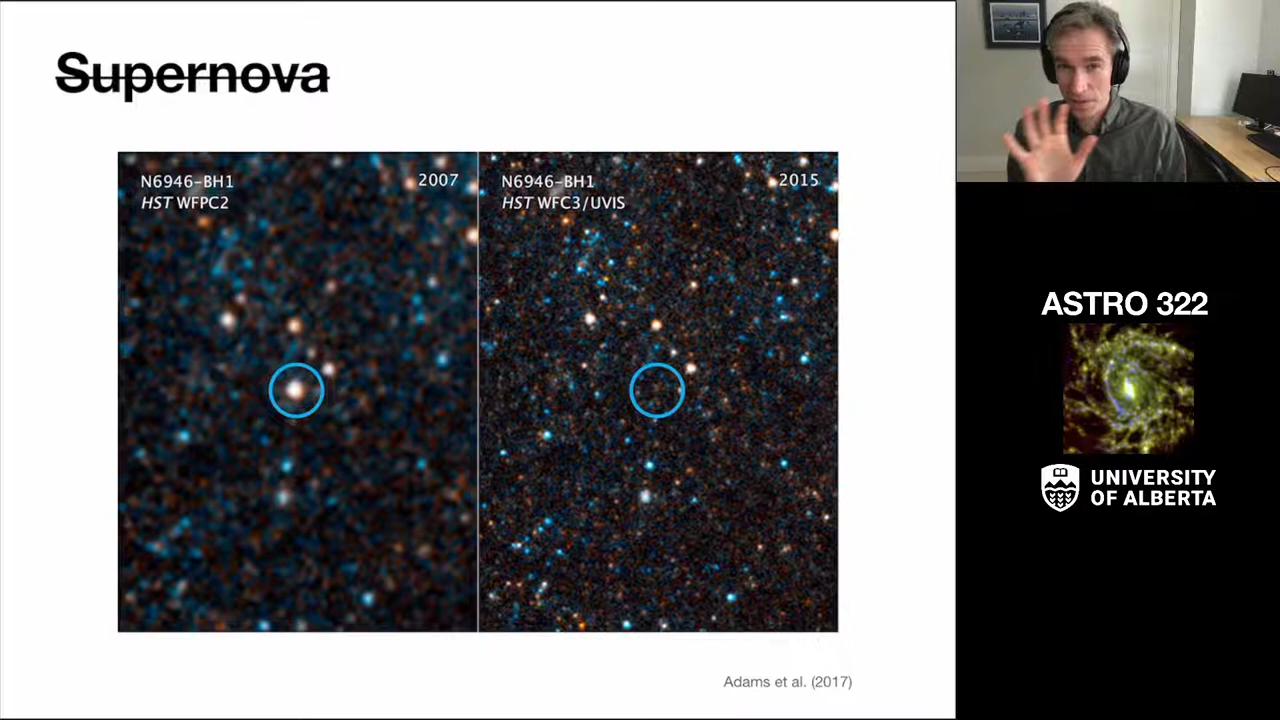 Supernova
N6946-BH1
2007
HST WFPC2
N6946-BH1
2015
HST WFC3/UVIS
Adams et al. (2017)
ASTRO 322
UNIVERSITY
OF ALBERTA